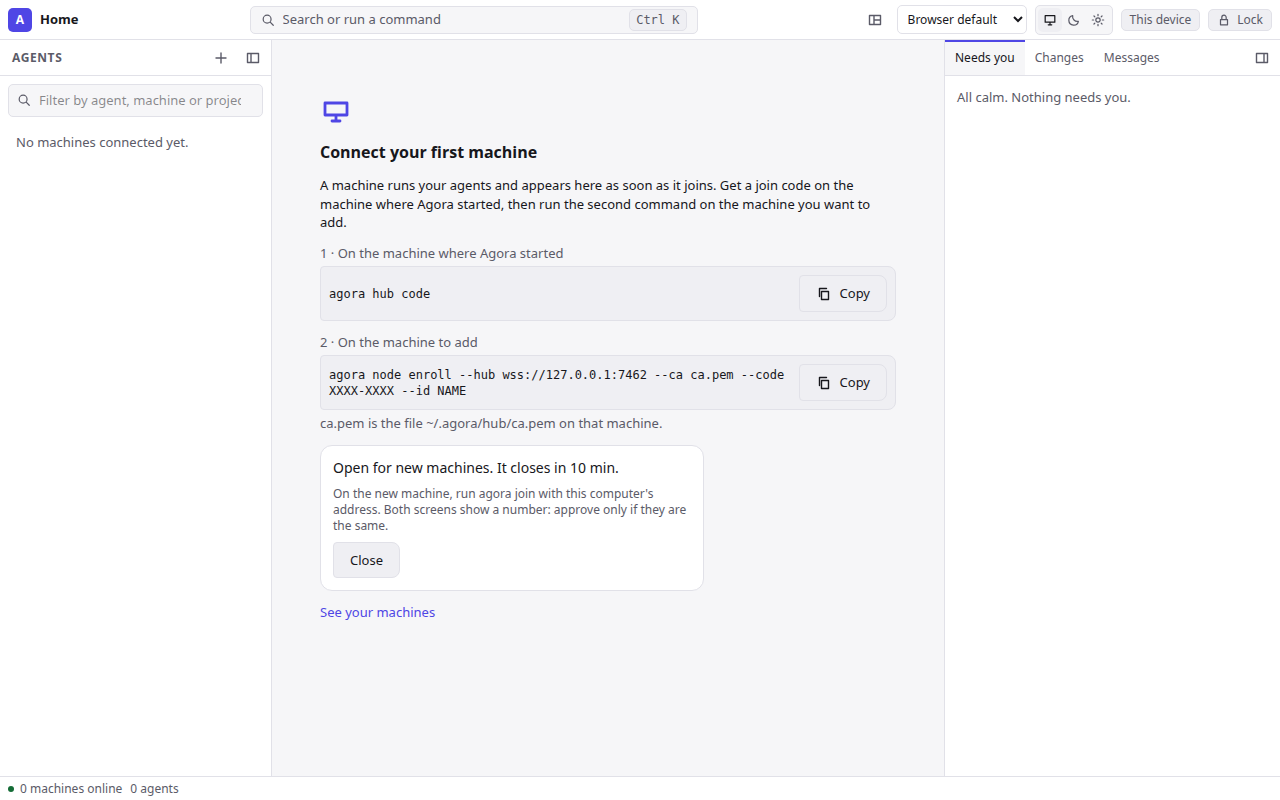 A Home
Search or run a command
Ctrl K
Browser default
This device
Lock
AGENTS
Filter by agent, machine or projec
No machines connected yet.
Connect your first machine
A machine runs your agents and appears here as soon as it joins. Get a join code on the
machine where Agora started, then run the second command on the machine you want to
add.
1 · On the machine where Agora started
agora hub code
Copy
2 · On the machine to add
agora node enroll --hub wss://127.0.0.1:7462 --ca ca.pem --code
XXXX-XXXX --id NAME
Copy
ca.pem is the file ~/.agora/hub/ca.pem on that machine.
Open for new machines. It closes in 10 min.
On the new machine, run agora join with this computer's
address. Both screens show a number: approve only if they are
the same.
Close
See your machines
Needs you
Changes
Messages
All calm. Nothing needs you.
0 machines online
0 agents